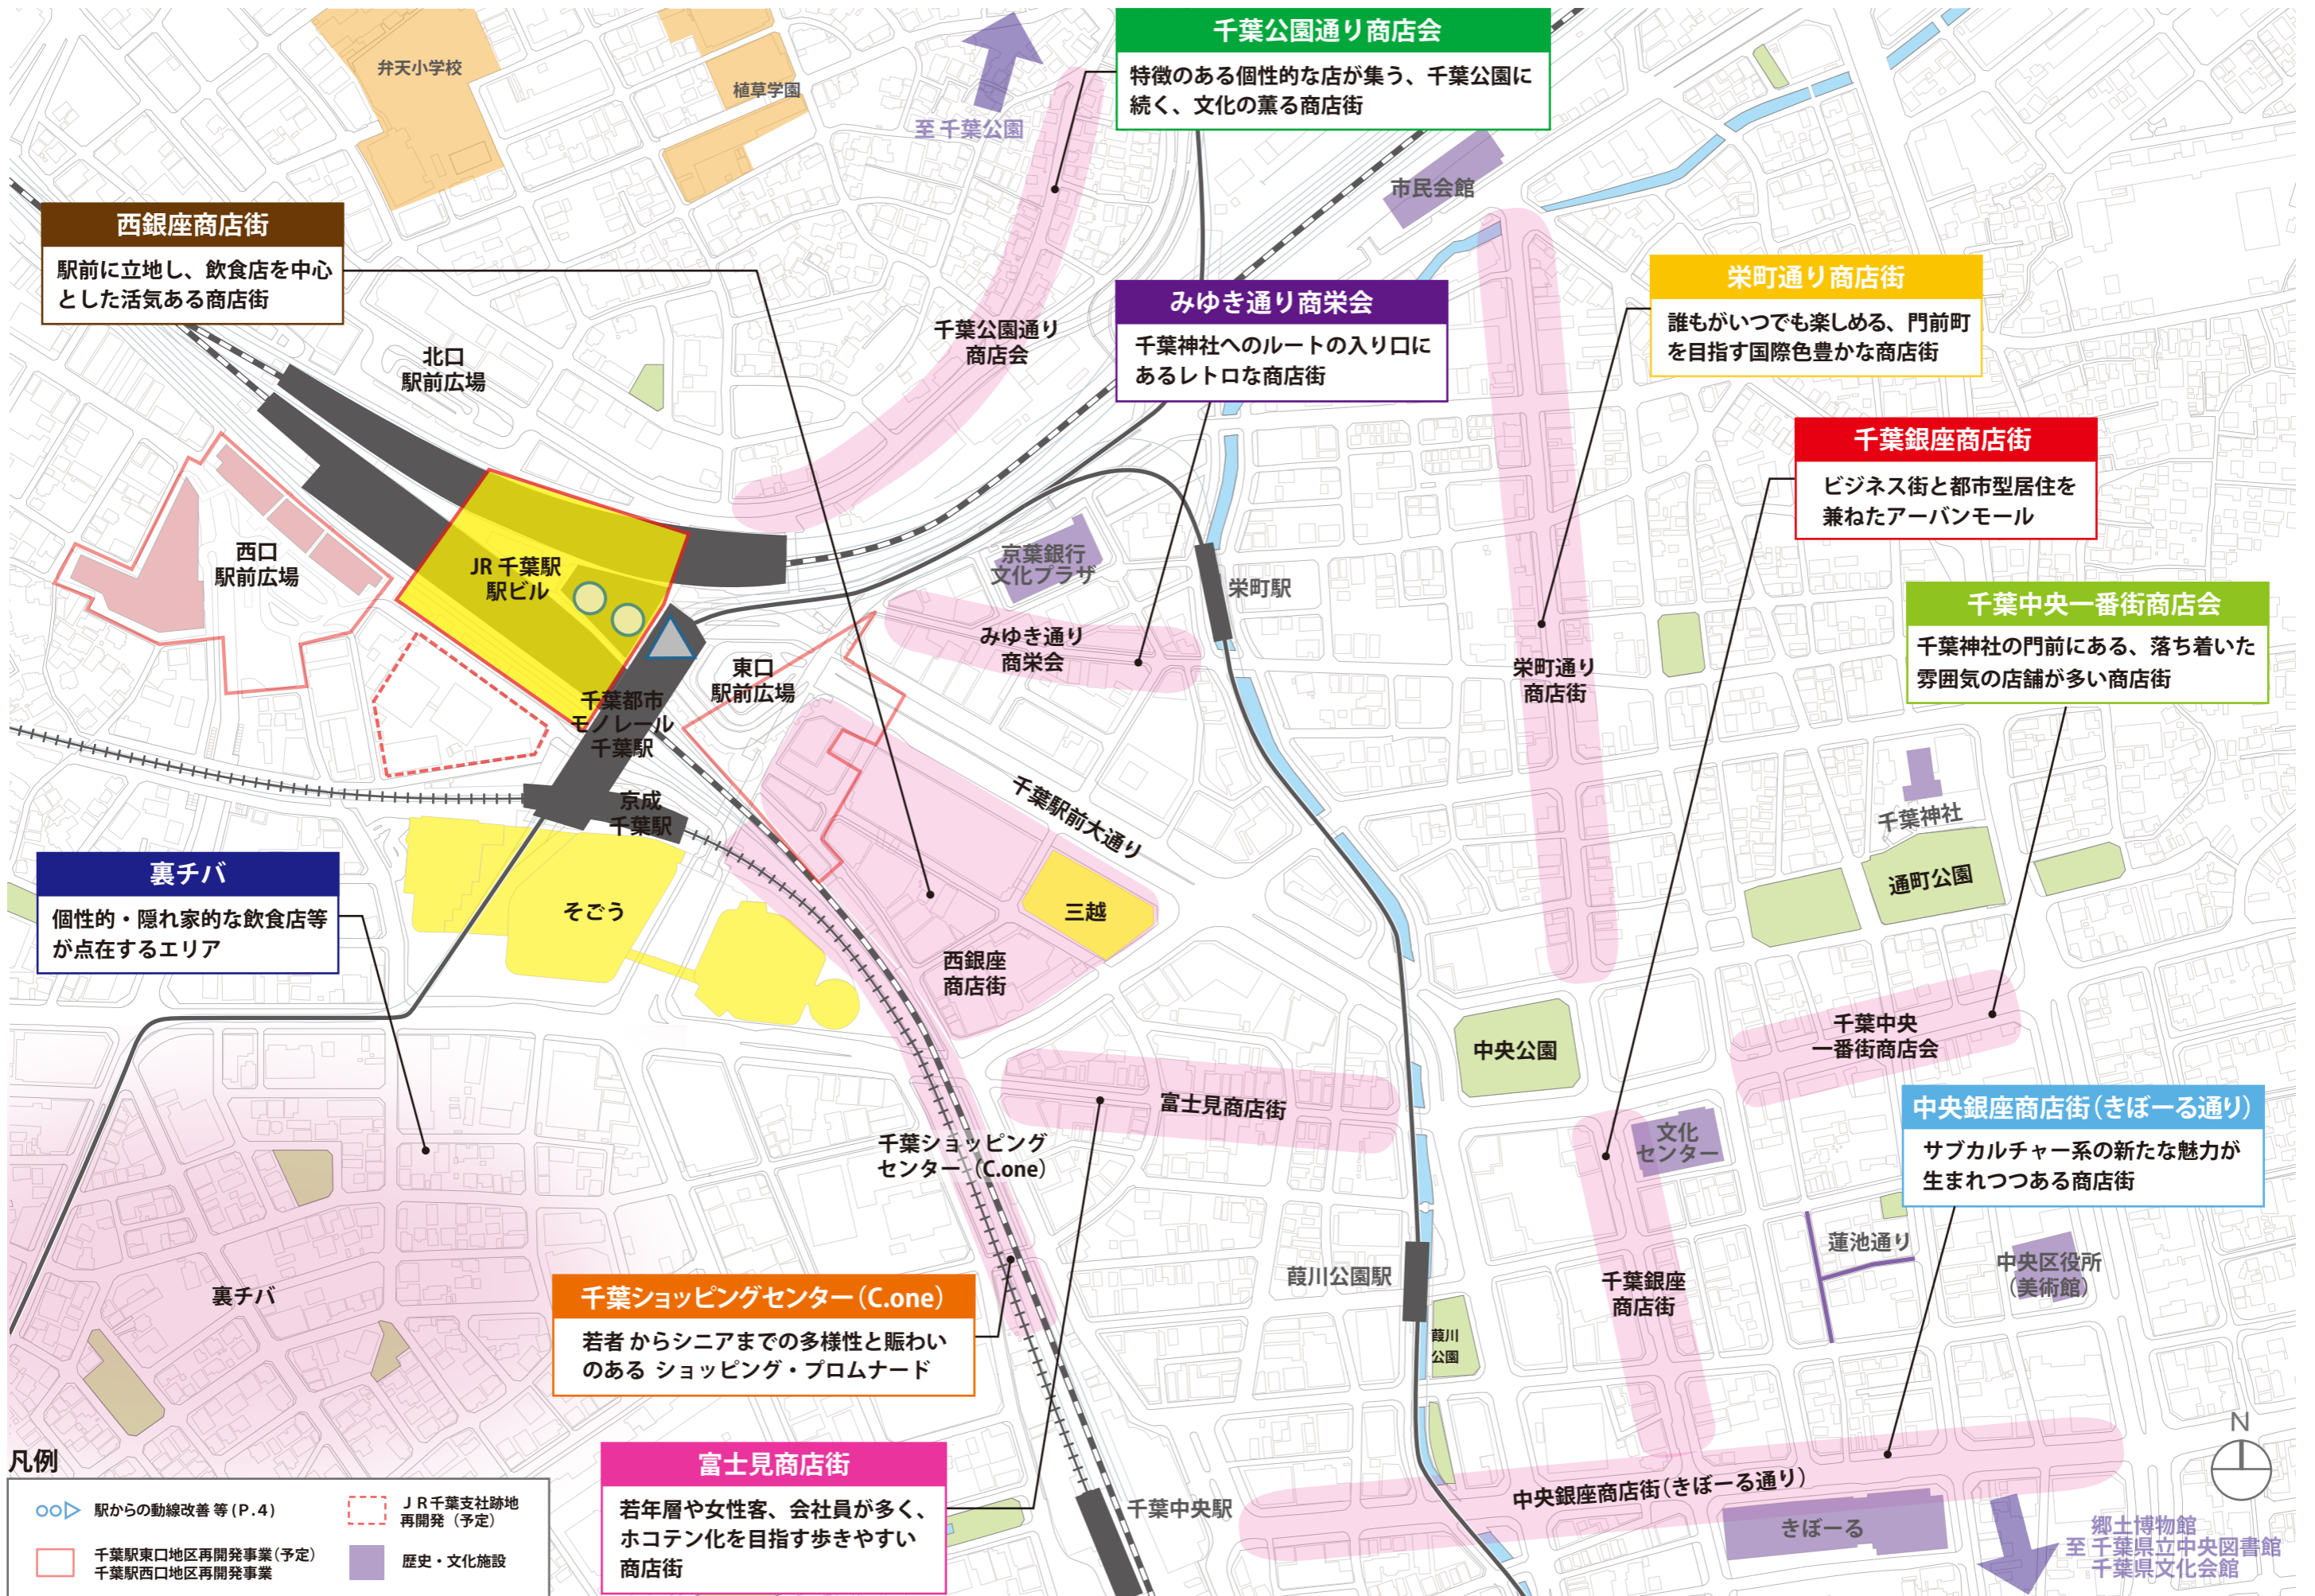 千葉公園通り商店会
特徴のある個性的な店が集う、千葉公園に
続く、文化の薫る商店街
弁天小学校
植草学園
至 千葉公園
市民会館
西銀座商店街
駅前に立地し、飲食店を中心
とした活気ある商店街
みゆき通り商栄会
千葉神社へのルートの入り口に
あるレトロな商店街
栄町通り商店街
誰もがいつでも楽しめる、門前町
を目指す国際色豊かな商店街
北口
駅前広場
千葉公園通り
商店会
千葉銀座商店街
ビジネス街と都市型居住を
兼ねたアーバンモール
西口
駅前広場
JR 千葉駅
駅ビル
京葉銀行
文化プラザ
栄町駅
千葉中央一番街商店会
千葉神社の門前にある、落ち着いた
雰囲気の店舗が多い商店街
みゆき通り
商栄会
東口
駅前広場
栄町通り
商店街
千葉都市
モノレール
千葉駅
京成
千葉駅
千葉駅前大通り
千葉神社
通町公園
裏チバ
個性的・隠れ家的な飲食店等
が点在するエリア
そごう
三越
西銀座
商店街
中央公園
千葉中央
一番街商店会
富士見商店街
中央銀座商店街(きぼーる通り)
サブカルチャー系の新たな魅力が
生まれつつある商店街
千葉ショッピング
センター（C.one）
文化
センター
蓮池通り
中央区役所
（美術館）
裏チバ
葭川公園駅
千葉銀座
商店街
葭川
公園
千葉ショッピングセンター(C.one)
若者 からシニアまでの多様性と賑わい
のある ショッピング・プロムナード
富士見商店街
若年層や女性客、会社員が多く、
ホコテン化を目指す歩きやすい
商店街
千葉中央駅
中央銀座商店街(きぼーる通り)
きぼーる
N
郷土博物館
至 千葉県立中央図書館
千葉県文化会館
凡例
駅からの動線改善 等 (P.4)
ＪＲ千葉支社跡地
再開発（予定）
千葉駅東口地区再開発事業(予定)
千葉駅西口地区再開発事業
歴史・文化施設